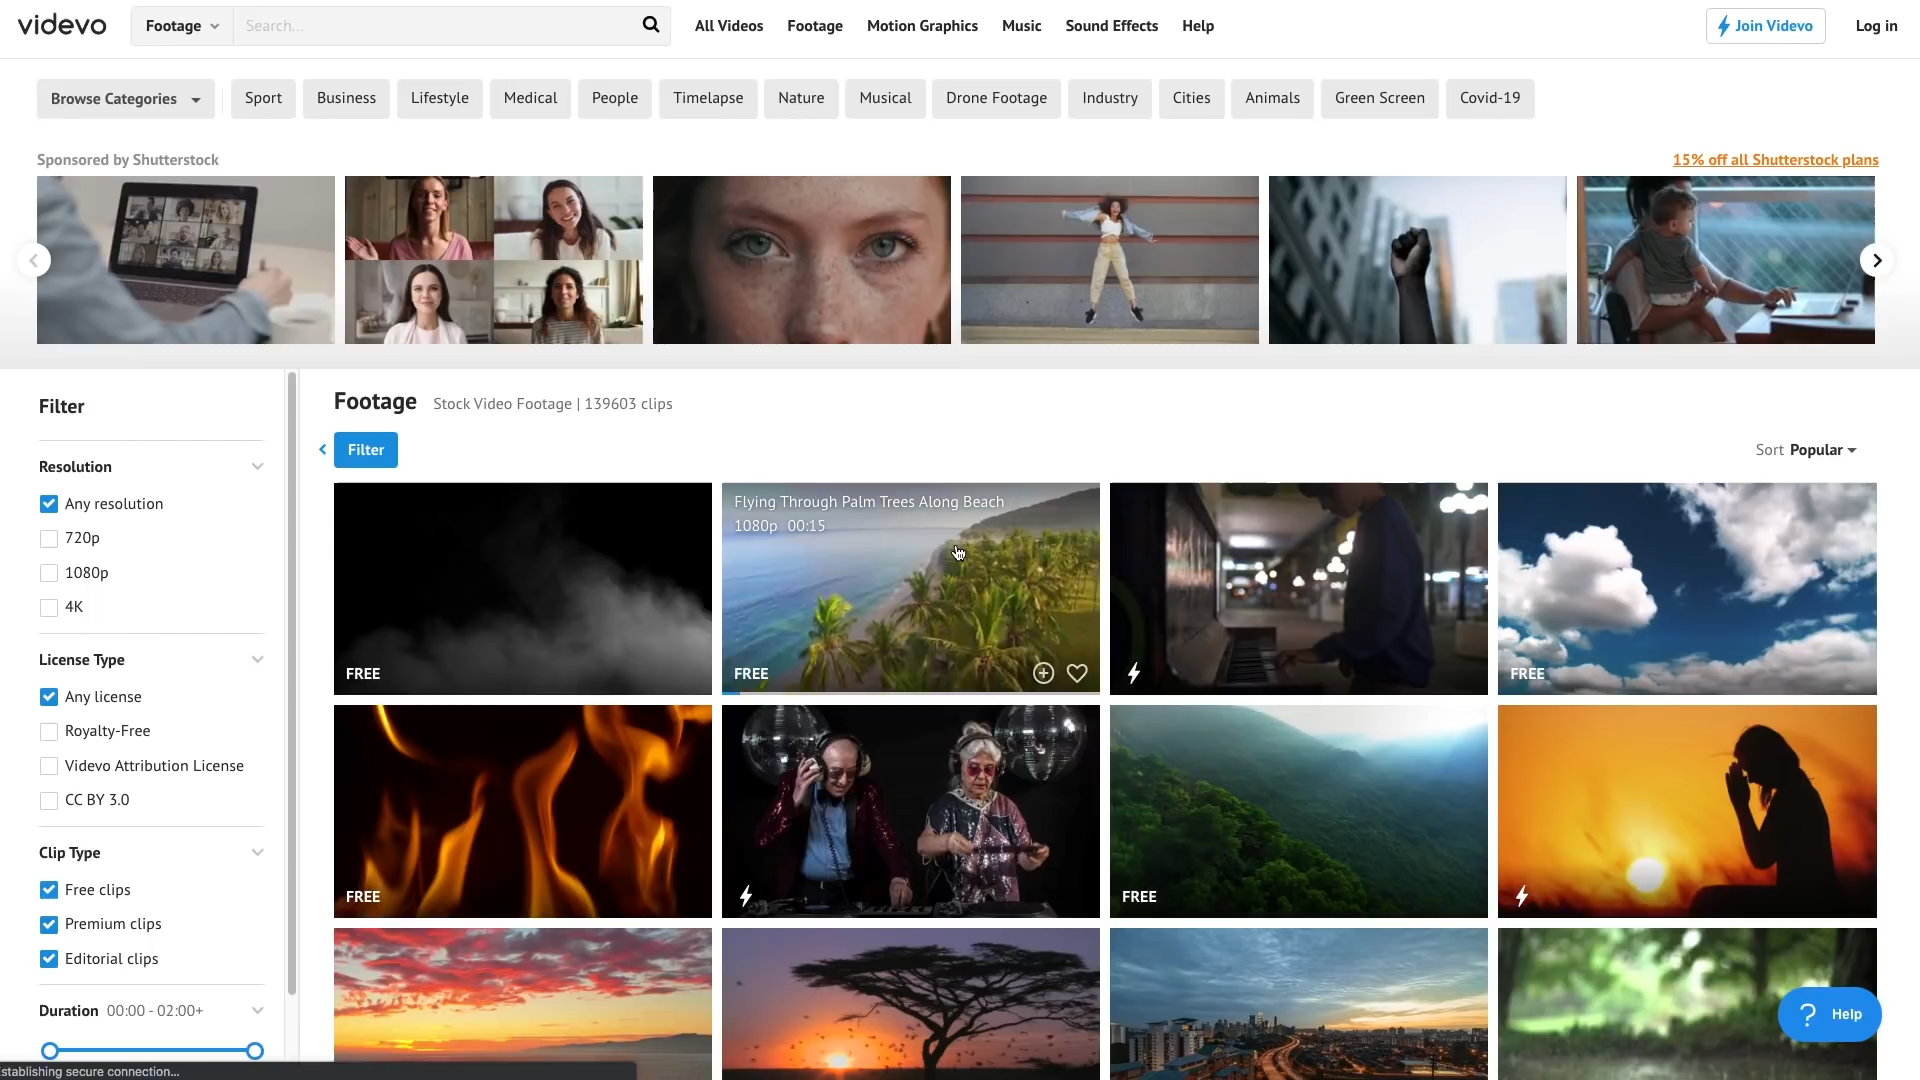 videvo
Footage
Search...
All Videos
Footage
Motion Graphics
Music
Sound Effects
Help
Join Videvo
Log in
Browse Categories
Sport
Business
Lifestyle
Medical
People
Timelapse
Nature
Musical
Drone Footage
Industry
Cities
Animals
Green Screen
Covid-19
Sponsored by Shutterstock
15% off all Shutterstock plans
Filter
Resolution
Any resolution
720p
1080p
4K
License Type
Any license
Royalty-Free
Videvo Attribution License
CC BY 3.0
Clip Type
Free clips
Premium clips
Editorial clips
Duration 00:00 - 02:00+
Footage Stock Video Footage | 139603 clips
Filter
Sort Popular
Flying Through Palm Trees Along Beach
1080p 00:15
FREE
FREE
FREE
FREE
FREE
? Help
stablishing secure connection...